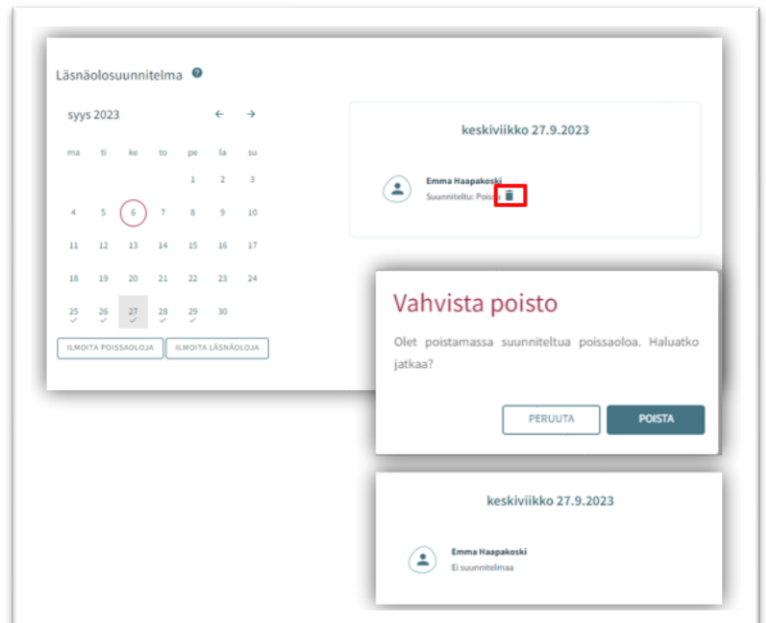 Läsnäolosuunnitelma ?
syys 2023 ← →
ma ti ke to pe la su
1 2 3
4 5 6 7 8 9 10
11 12 13 14 15 16 17
18 19 20 21 22 23 24
25 26 27 28 29 30
ILMOITA POISSAOLOJA ILMOITA LÄSNÄOLOJA
keskiviikko 27.9.2023
Emma Haapakoski
Suunniteltu: Poissa
Vahvista poisto
Olet poistamassa suunniteltua poissaoloa. Haluatko
jatkaa?
PERUUTA POISTA
keskiviikko 27.9.2023
Emma Haapakoski
Ei suunnitelmaa